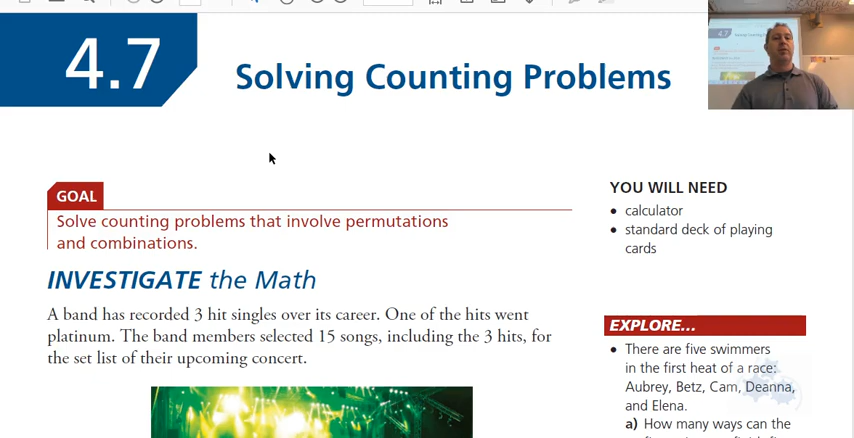 4.7
Solving Counting Problems
GOAL
Solve counting problems that involve permutations
and combinations.
INVESTIGATE the Math
A band has recorded 3 hit singles over its career. One of the hits went
platinum. The band members selected 15 songs, including the 3 hits, for
the set list of their upcoming concert.
YOU WILL NEED
• calculator
• standard deck of playing
cards
EXPLORE...
• There are five swimmers
in the first heat of a race:
Aubrey, Betz, Cam, Deanna,
and Elena.
a) How many ways can the